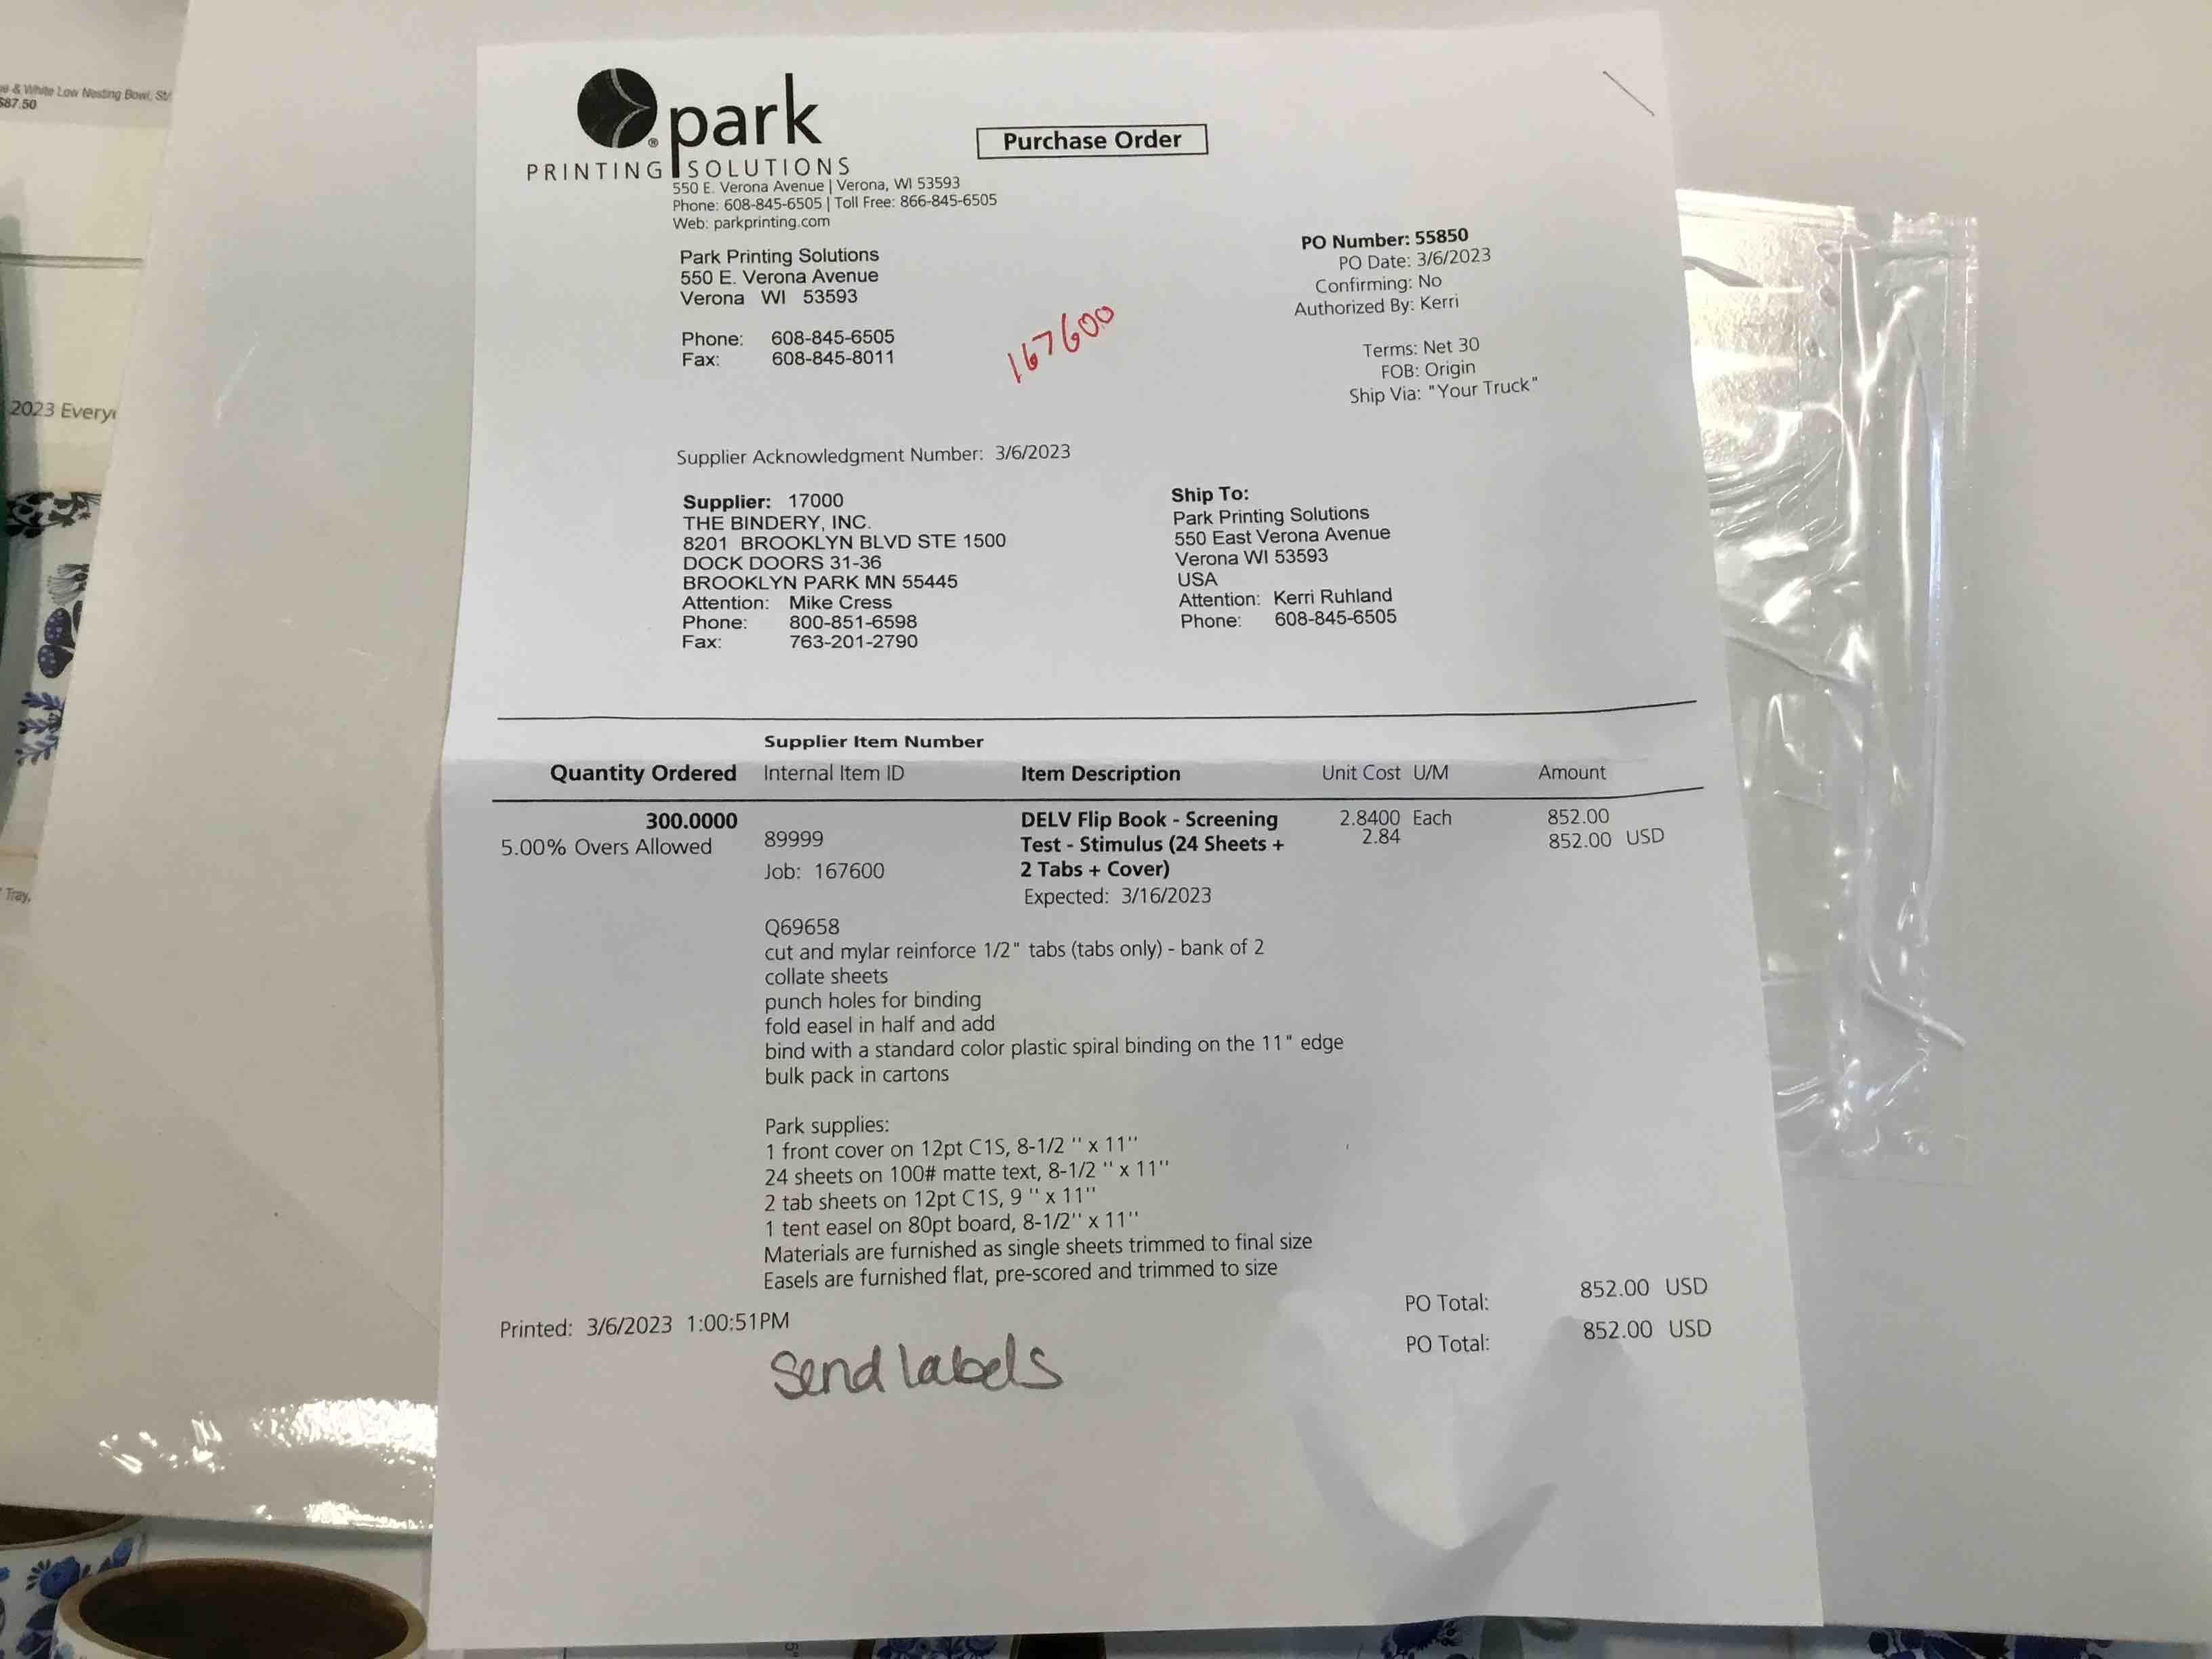 & White Low Nesting Bowl,
$87.50
2023
Tray,
park
®
PRINTING SOLUTIONS
550 E. Verona Avenue | Verona, WI 53593
Phone: 608-845-6505 | Toll Free: 866-845-6505
Web: parkprinting.com
Purchase Order
Park Printing Solutions
550 E. Verona Avenue
Verona WI 53593
Phone: 608-845-6505
Fax: 608-845-8011
167600
PO Number: 55850
PO Date: 3/6/2023
Confirming: No
Authorized By: Kerri
Terms: Net 30
FOB: Origin
Ship Via: "Your Truck"
Supplier Acknowledgment Number: 3/6/2023
Supplier: 17000
THE BINDERY, INC.
8201 BROOKLYN BLVD STE 1500
DOCK DOORS 31-36
BROOKLYN PARK MN 55445
Attention: Mike Cress
Phone: 800-851-6598
Fax: 763-201-2790
Ship To:
Park Printing Solutions
550 East Verona Avenue
Verona WI 53593
USA
Attention: Kerri Ruhland
Phone: 608-845-6505
Supplier Item Number
Quantity Ordered Internal Item ID Item Description Unit Cost U/M Amount
300.0000 DELV Flip Book - Screening 2.8400 Each 852.00
5.00% Overs Allowed 89999 Test - Stimulus (24 Sheets + 2.84 852.00 USD
Job: 167600 2 Tabs + Cover)
Expected: 3/16/2023
Q69658
cut and mylar reinforce 1/2" tabs (tabs only) - bank of 2
collate sheets
punch holes for binding
fold easel in half and add
bind with a standard color plastic spiral binding on the 11" edge
bulk pack in cartons
Park supplies:
1 front cover on 12pt C1S, 8-1/2 '' x 11''
24 sheets on 100# matte text, 8-1/2 '' x 11''
2 tab sheets on 12pt C1S, 9 '' x 11''
1 tent easel on 80pt board, 8-1/2'' x 11''
Materials are furnished as single sheets trimmed to final size
Easels are furnished flat, pre-scored and trimmed to size
PO Total: 852.00 USD
Printed: 3/6/2023 1:00:51PM
PO Total: 852.00 USD
Send labels